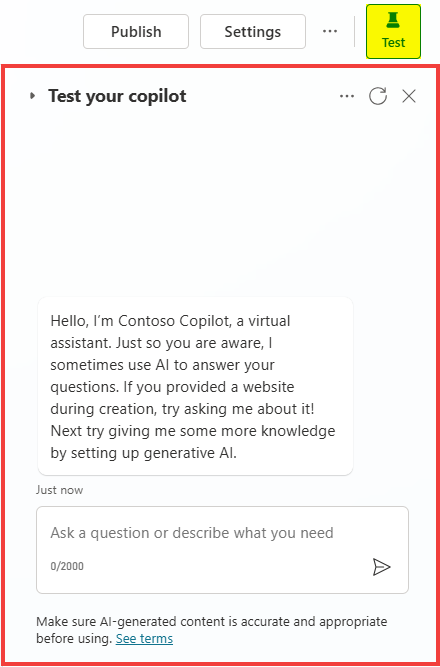 Publish
Settings
Test
Test your copilot
Hello, I'm Contoso Copilot, a virtual
assistant. Just so you are aware, I
sometimes use AI to answer your
questions. If you provided a website
during creation, try asking me about it!
Next try giving me some more knowledge
by setting up generative AI.
Just now
Ask a question or describe what you need
0/2000
Make sure AI-generated content is accurate and appropriate
before using. See terms